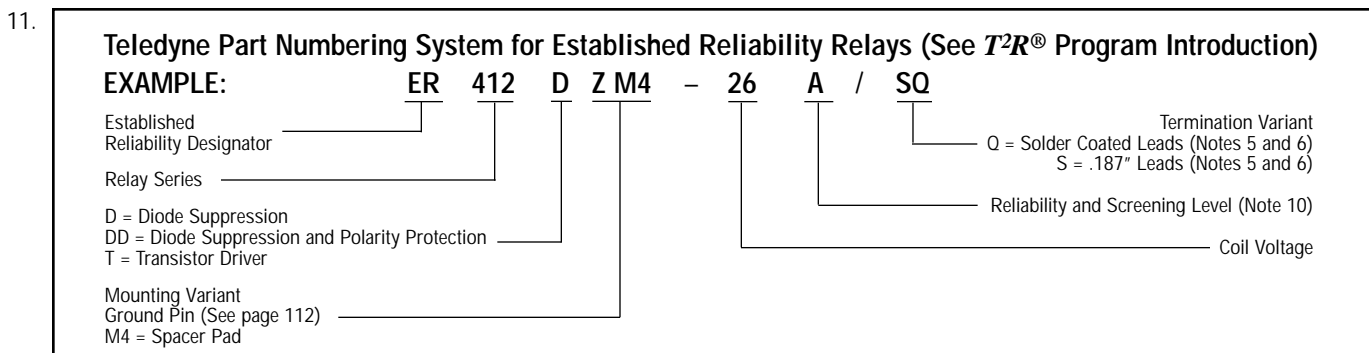 11.
Teledyne Part Numbering System for Established Reliability Relays (See T²R® Program Introduction)
EXAMPLE: ER 412 D Z M4 – 26 A / SQ
Established
Reliability Designator
Relay Series
D = Diode Suppression
DD = Diode Suppression and Polarity Protection
T = Transistor Driver
Mounting Variant
Ground Pin (See page 112)
M4 = Spacer Pad
Termination Variant
Q = Solder Coated Leads (Notes 5 and 6)
S = .187″ Leads (Notes 5 and 6)
Reliability and Screening Level (Note 10)
Coil Voltage